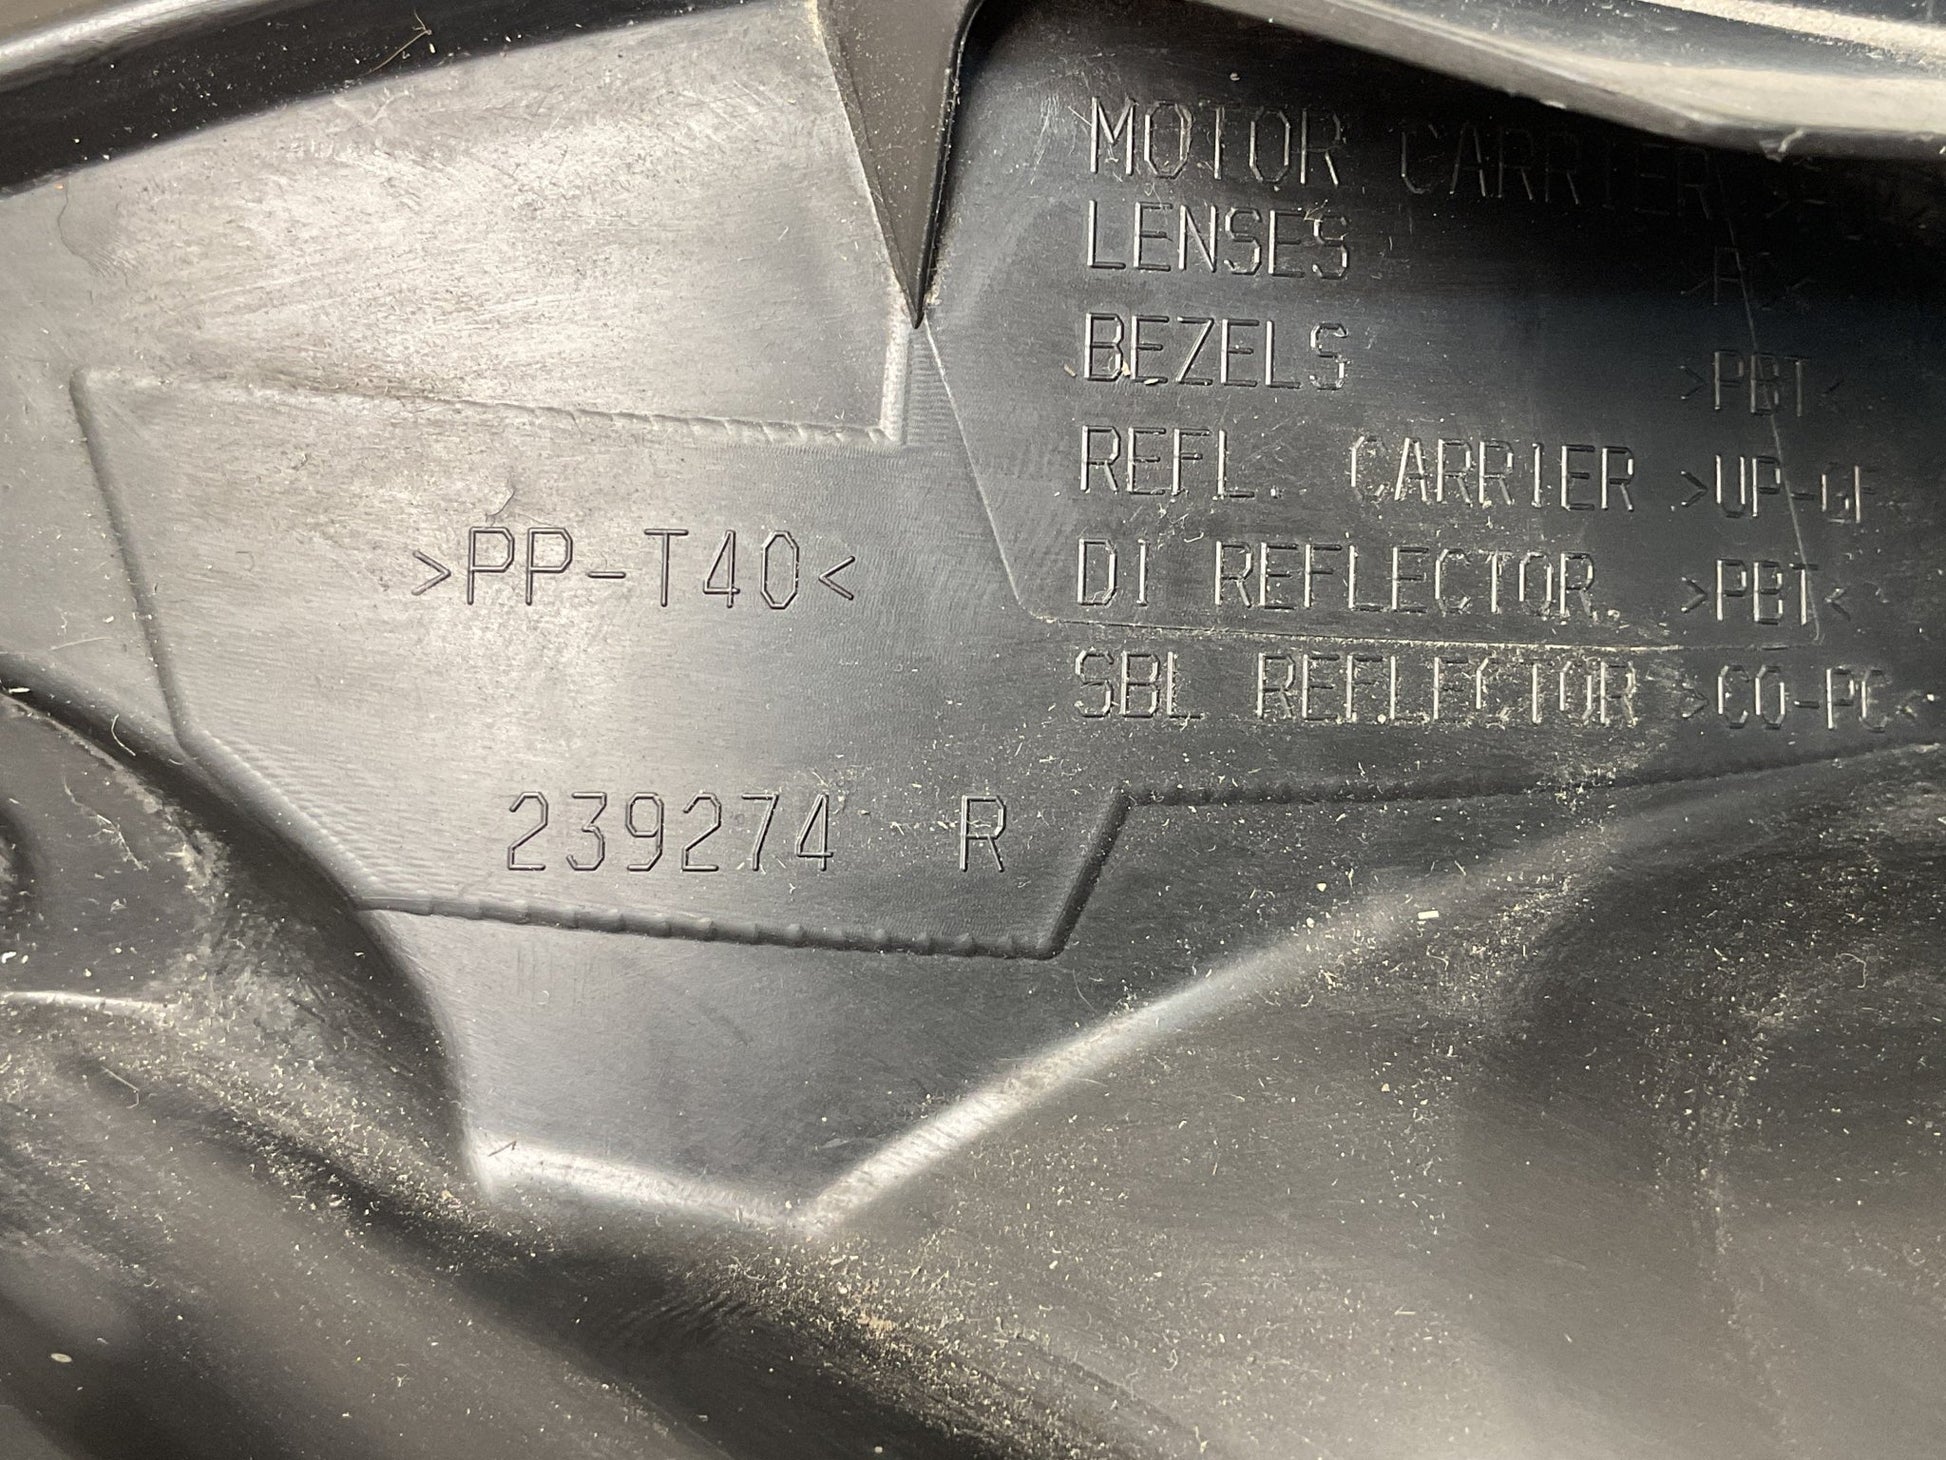 MOTOR CARRIER
LENSES >PC<
BEZELS >PBT<
REFL. CARRIER >UP-GF
DI REFLECTOR >PBT<
SBL REFLECTOR >CO-PC<
>PP-T40<
239274 R